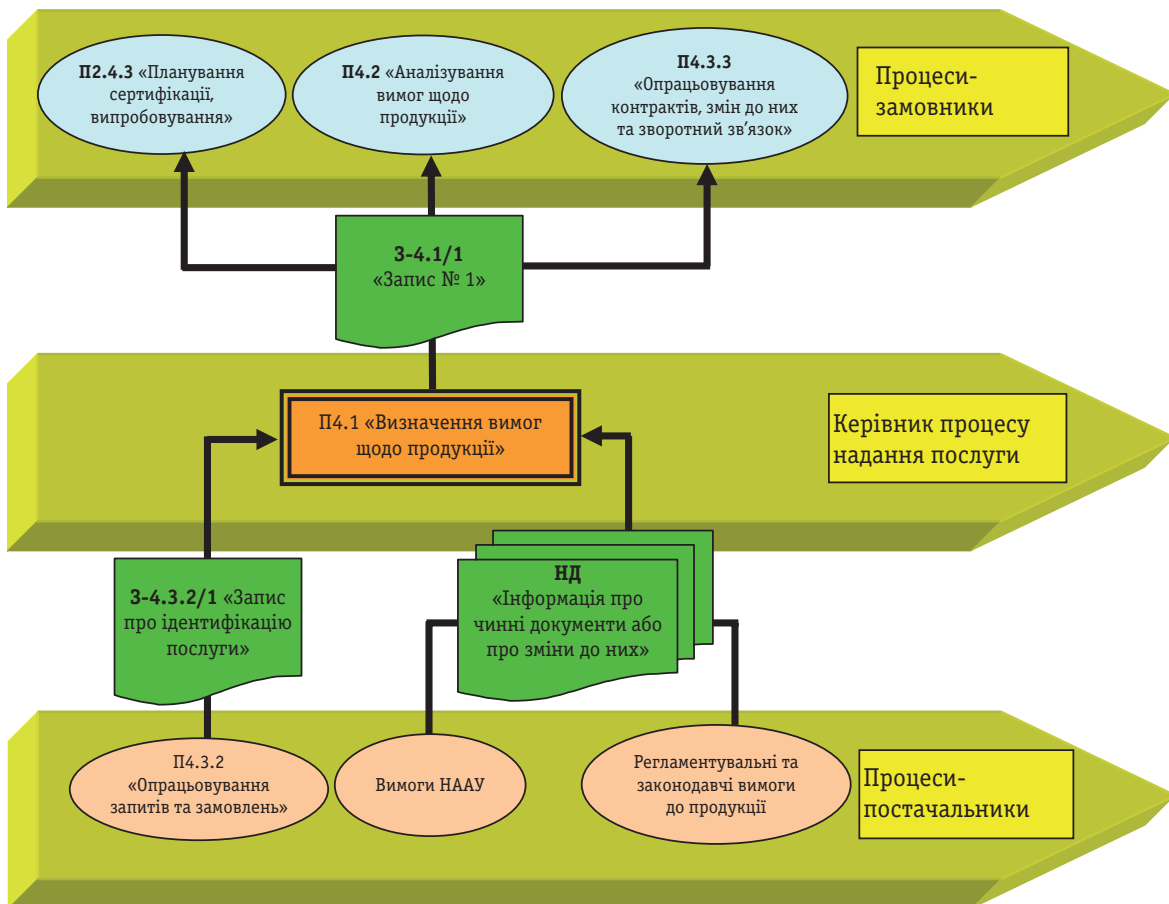 П2.4.3 «Планування
сертифікації,
випробовування»
П4.2 «Аналізування
вимог щодо
продукції»
П4.3.3
«Опрацьовування
контрактів, змін до них
та зворотний зв'язок»
Процеси-
замовники
З-4.1/1
«Запис № 1»
П4.1 «Визначення вимог
щодо продукції»
Керівник процесу
надання послуги
З-4.3.2/1 «Запис
про ідентифікацію
послуги»
НД
«Інформація про
чинні документи або
про зміни до них»
П4.3.2
«Опрацьовування
запитів та замовлень»
Вимоги НААУ
Регламентувальні та
законодавчі вимоги
до продукції
Процеси-
постачальники